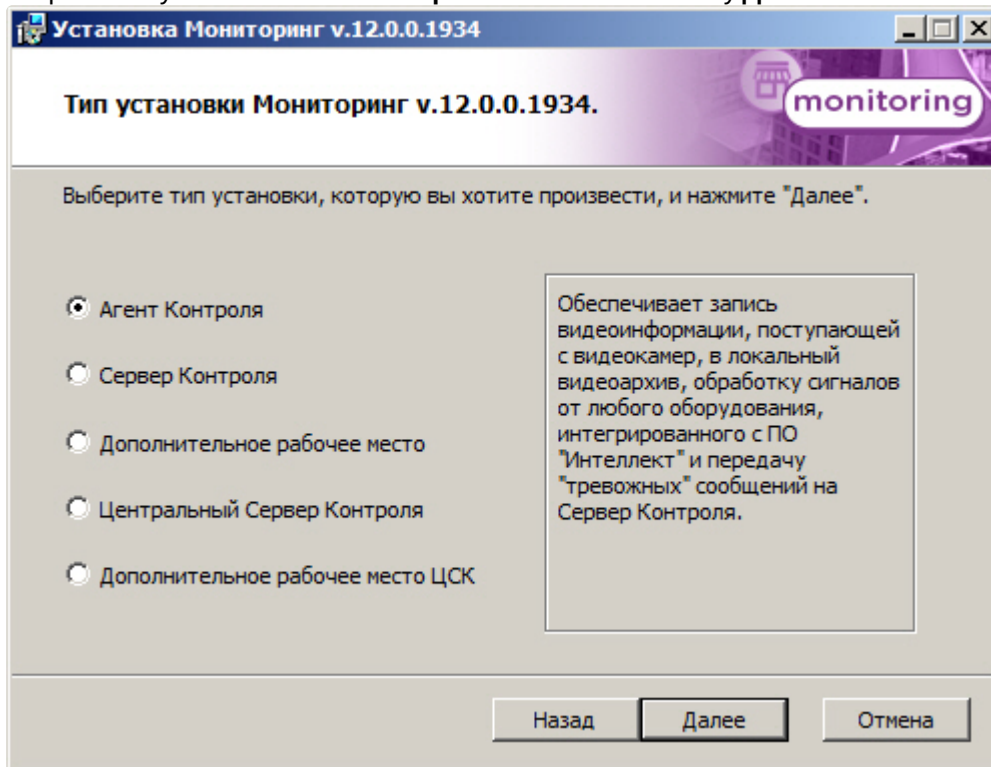 Установка Мониторинг v.12.0.0.1934
Тип установки Мониторинг v.12.0.0.1934.
monitoring
Выберите тип установки, которую вы хотите произвести, и нажмите "Далее".
Агент Контроля
Сервер Контроля
Дополнительное рабочее место
Центральный Сервер Контроля
Дополнительное рабочее место ЦСК
Обеспечивает запись
видеоинформации, поступающей
с видеокамер, в локальный
видеоархив, обработку сигналов
от любого оборудования,
интегрированного с ПО
"Интеллект" и передачу
"тревожных" сообщений на
Сервер Контроля.
Назад
Далее
Отмена